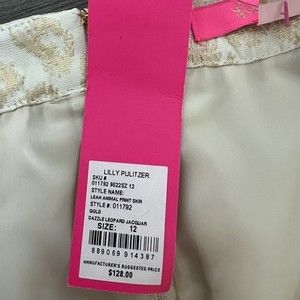 LILLY PULITZER
SKU #
011792 9622SZ 12
STYLE NAME:
LEAH ANIMAL PRINT SKIR
STYLE #: 011792
GOLD
DAZZLE LEOPARD JACQUAR
SIZE: 12
889069 914387
MANUFACTURER'S SUGGESTED PRICE
$128.00